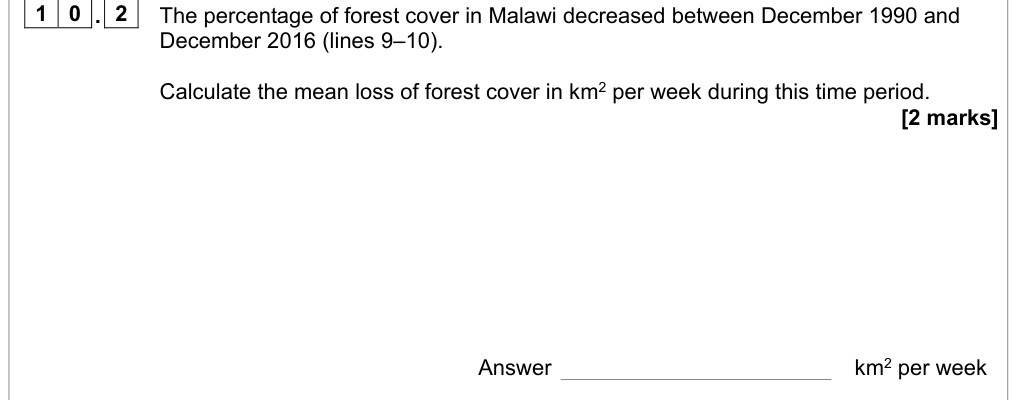 10.2 The percentage of forest cover in Malawi decreased between December 1990 and
December 2016 (lines 9–10).
Calculate the mean loss of forest cover in km² per week during this time period.
[2 marks]
Answer km² per week